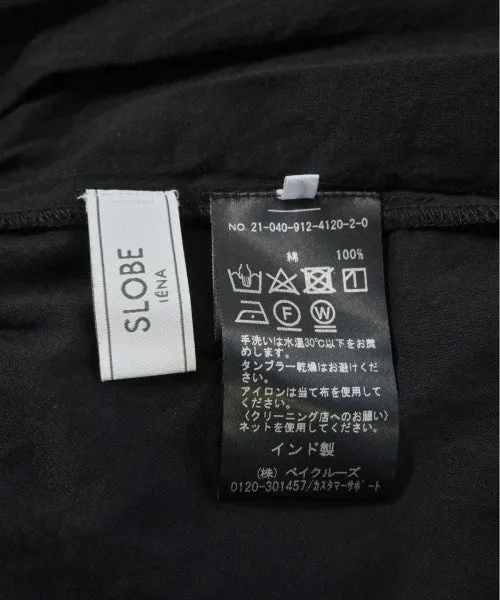 SLOBE
IÉNA
NO. 21-040-912-4120-2-0
綿 100%
F W
手洗いは水温30℃以下をお薦
めします。
タンブラー乾燥はお避けくださ
い。
アイロンは当て布を使用して
ください。
〈クリーニング店へのお願い〉
ネットを使用してください。
インド製
(株) ベイクルーズ
0120-301457/カスタマーサポート